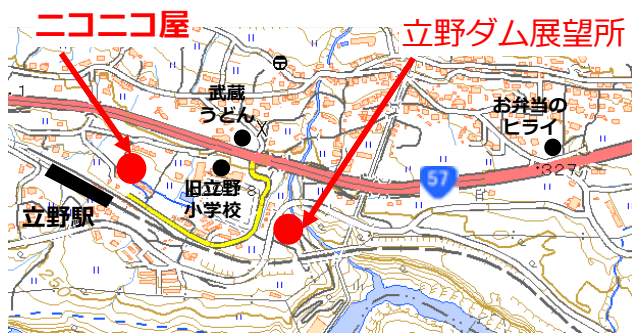 ニコニコ屋
立野ダム展望所
武蔵
うどん
お弁当の
ヒライ
57
327
旧立野
小学校
立野駅